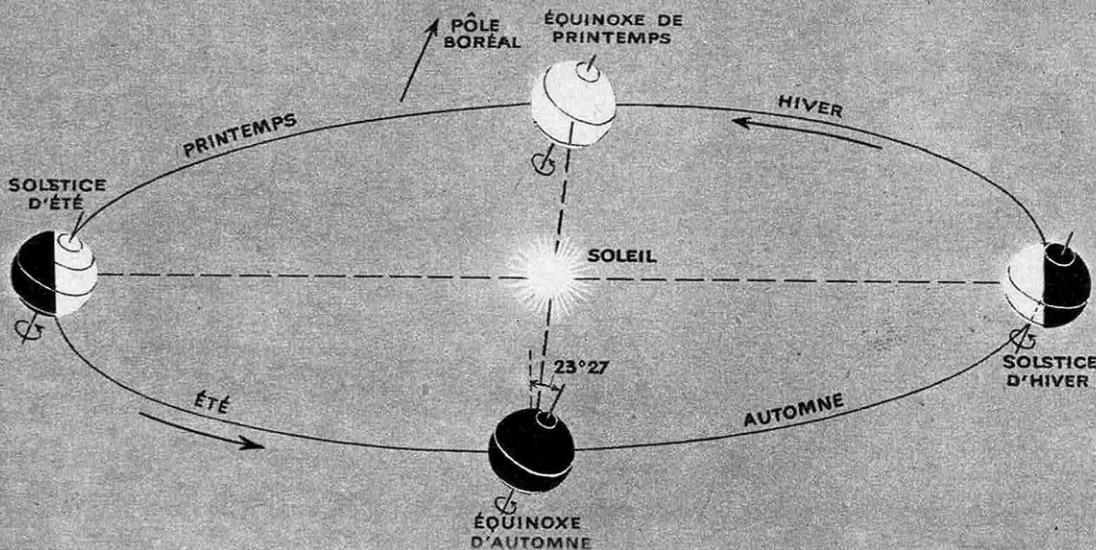 PÔLE
BORÉAL
ÉQUINOXE DE
PRINTEMPS
HIVER
PRINTEMPS
SOLSTICE
D'ÉTÉ
SOLEIL
23°27
SOLSTICE
D'HIVER
ÉTÉ
AUTOMNE
ÉQUINOXE
D'AUTOMNE